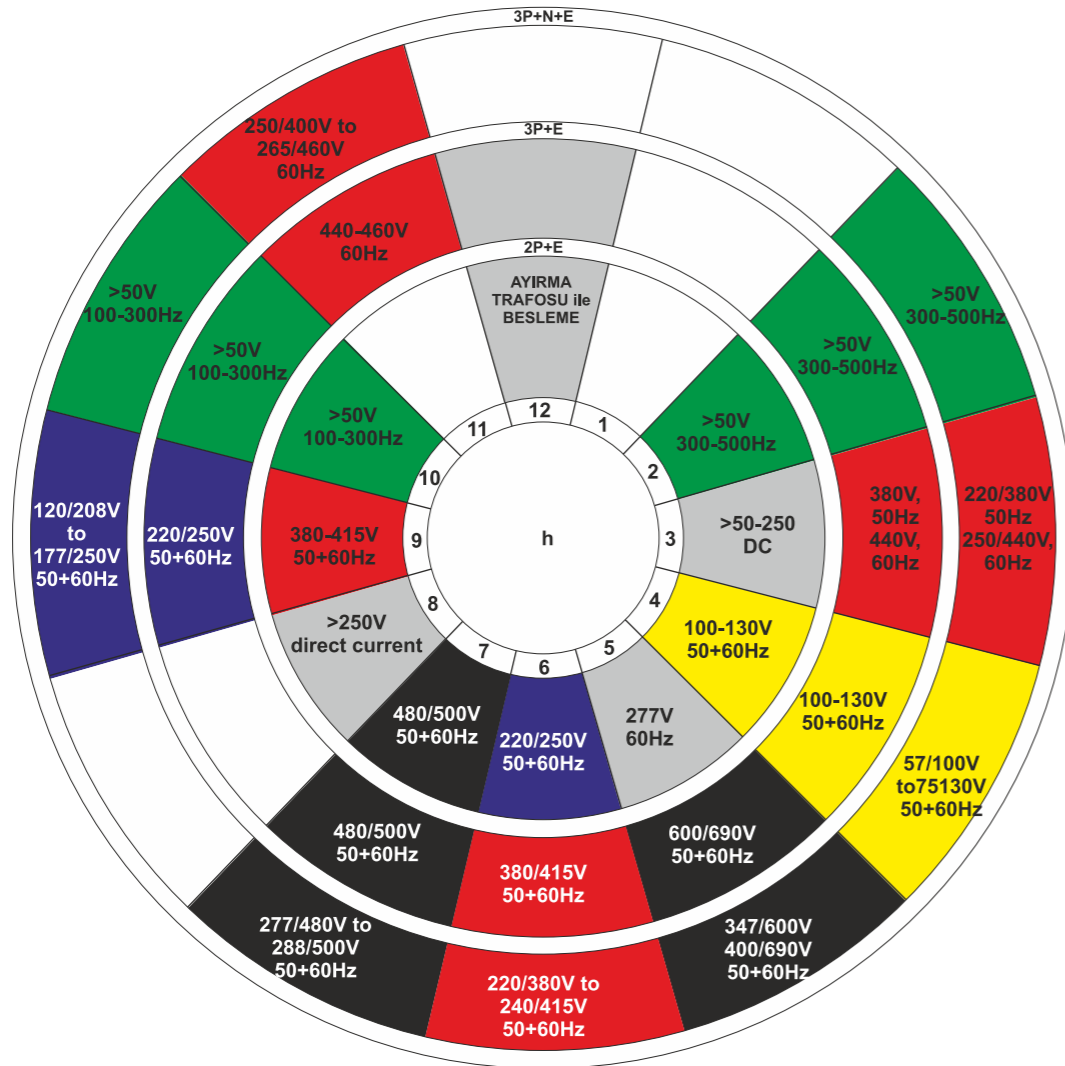 3P+N+E
250/400V to
265/460V
60Hz
>50V
300-500Hz
220/380V
50Hz
250/440V,
60Hz
57/100V
to75130V
50+60Hz
347/600V
400/690V
50+60Hz
220/380V to
240/415V
50+60Hz
277/480V to
288/500V
50+60Hz
120/208V
to
177/250V
50+60Hz
>50V
100-300Hz
3P+E
440-460V
60Hz
>50V
300-500Hz
380V,
50Hz
440V,
60Hz
100-130V
50+60Hz
600/690V
50+60Hz
380/415V
50+60Hz
480/500V
50+60Hz
220/250V
50+60Hz
>50V
100-300Hz
2P+E
AYIRMA
TRAFOSU ile
BESLEME
>50V
300-500Hz
>50-250
DC
100-130V
50+60Hz
277V
60Hz
220/250V
50+60Hz
480/500V
50+60Hz
>250V
direct current
380-415V
50+60Hz
>50V
100-300Hz
12
1
2
3
4
5
6
7
8
9
10
11
h